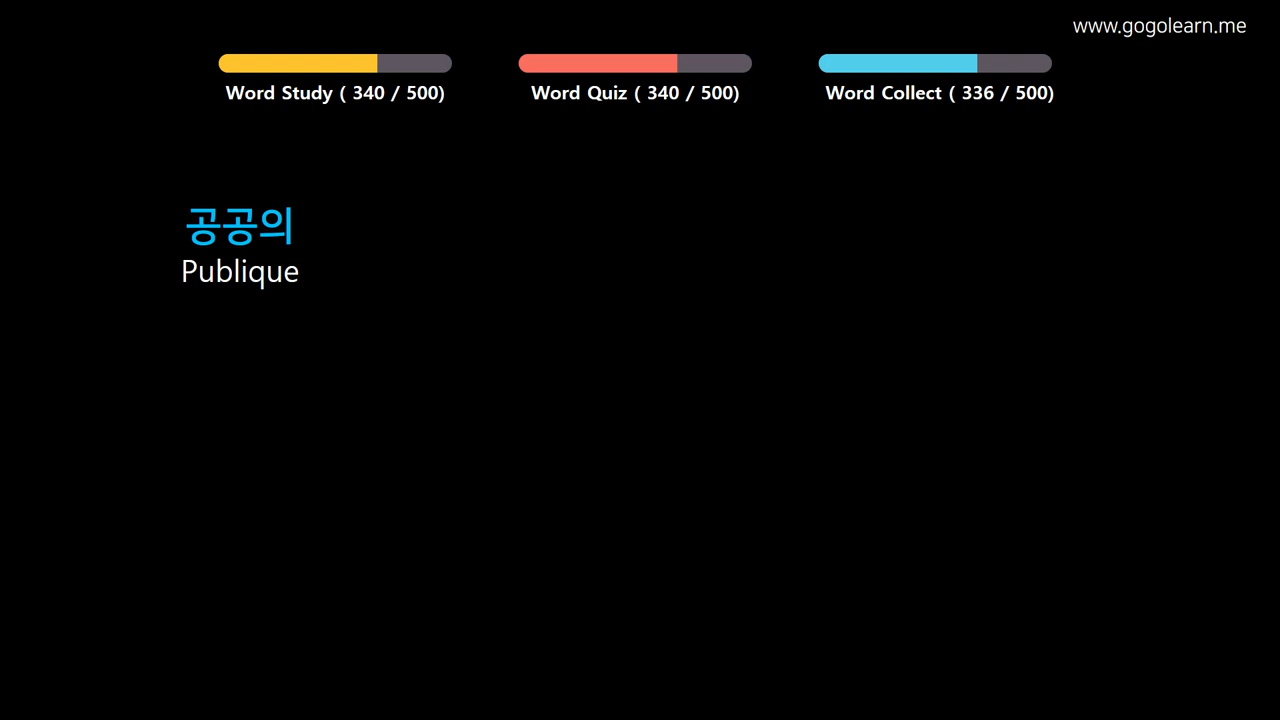 www.gogolearn.me
Word Study ( 340 / 500)
Word Quiz ( 340 / 500)
Word Collect ( 336 / 500)
공공의
Publique